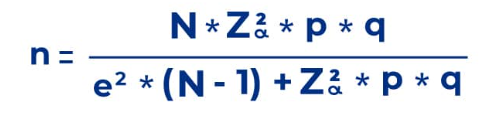 n = N * Z²α * p * q
e² * (N - 1) + Z²α * p * q